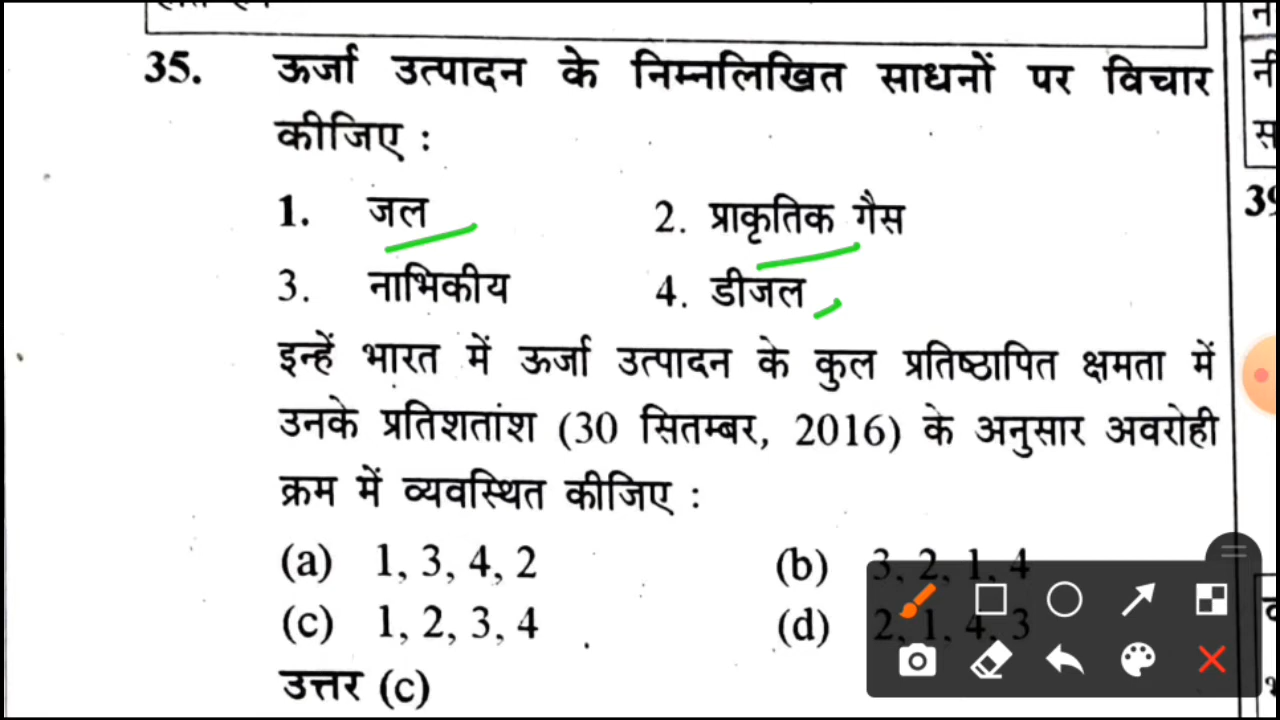 35. ऊर्जा उत्पादन के निम्नलिखित साधनों पर विचार
कीजिए :
1. जल 2. प्राकृतिक गैस
3. नाभिकीय 4. डीजल
इन्हें भारत में ऊर्जा उत्पादन के कुल प्रतिष्ठापित क्षमता में
उनके प्रतिशतांश (30 सितम्बर, 2016) के अनुसार अवरोही
क्रम में व्यवस्थित कीजिए :
(a) 1, 3, 4, 2 (b) 3, 2, 1, 4
(c) 1, 2, 3, 4 (d) 2, 1, 4, 3
उत्तर (c)